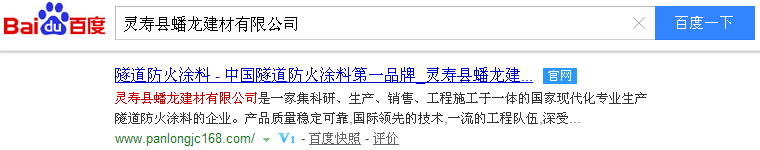 Bai du 百度 灵寿县蟠龙建材有限公司 百度一下
隧道防火涂料 - 中国隧道防火涂料第一品牌_灵寿县蟠龙建... 官网
灵寿县蟠龙建材有限公司是一家集科研、生产、销售、工程施工于一体的国家现代化专业生产
隧道防火涂料的企业。产品质量稳定可靠,国际领先的技术,一流的工程队伍,深受...
www.panlongjc168.com/ V1 - 百度快照 - 评价